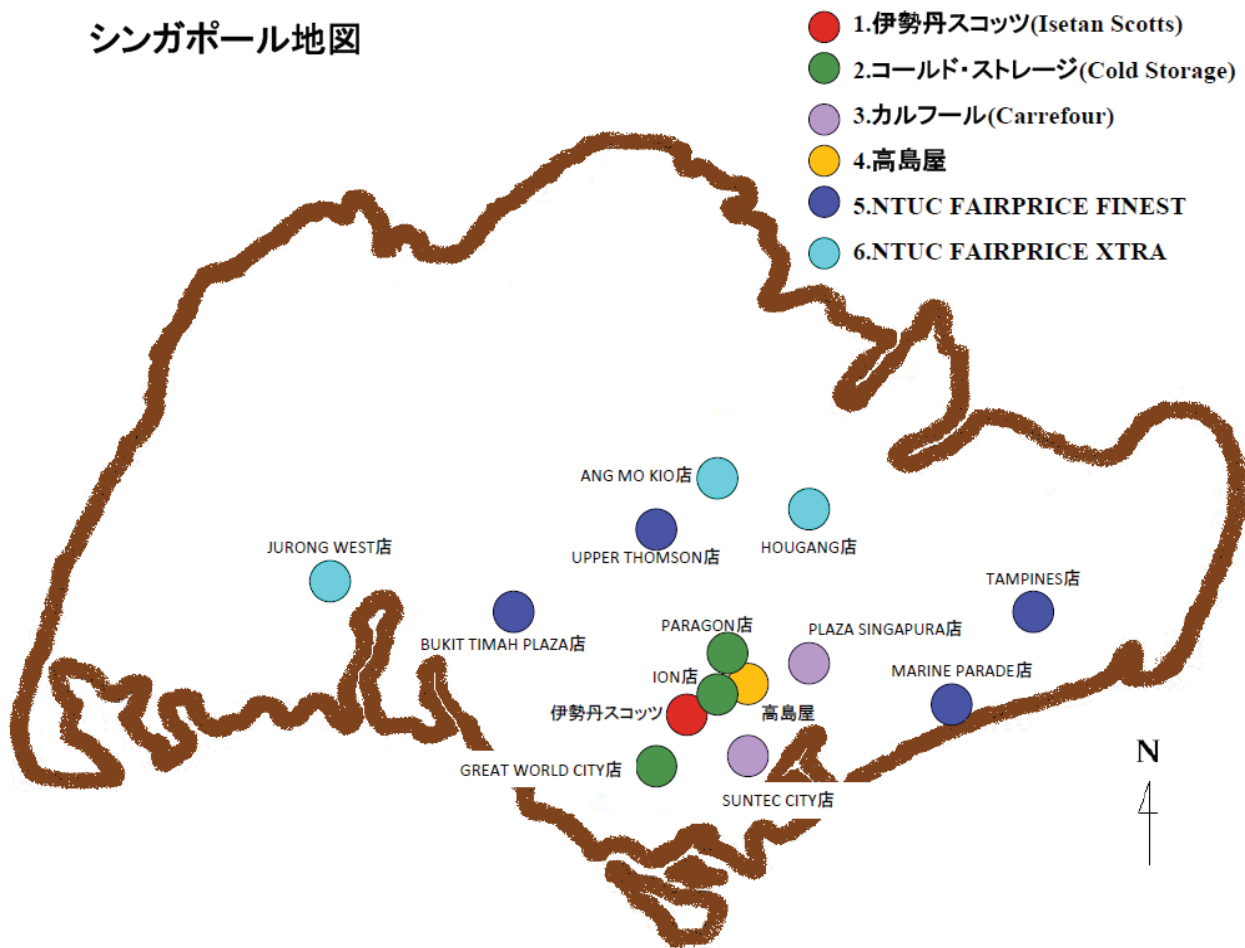 シンガポール地図
1.伊勢丹スコッツ(Isetan Scotts)
2.コールド・ストレージ(Cold Storage)
3.カルフール(Carrefour)
4.高島屋
5.NTUC FAIRPRICE FINEST
6.NTUC FAIRPRICE XTRA
ANG MO KIO店
HOUGANG店
UPPER THOMSON店
JURONG WEST店
TAMPINES店
BUKIT TIMAH PLAZA店
PARAGON店
PLAZA SINGAPURA店
ION店
MARINE PARADE店
伊勢丹スコッツ
高島屋
GREAT WORLD CITY店
SUNTEC CITY店
N